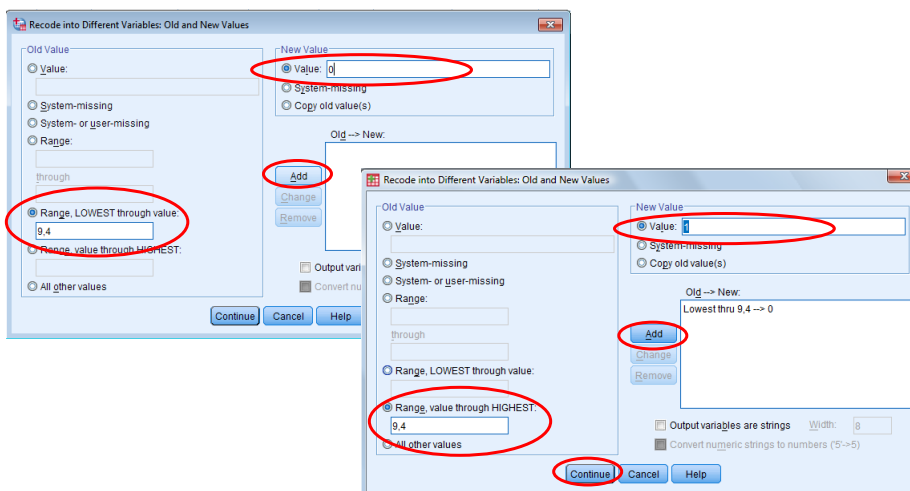 Recode into Different Variables: Old and New Values
Old Value
Value:
System-missing
System- or user-missing
Range:
through
Range, LOWEST through value:
9,4
Range, value through HIGHEST:
All other values
New Value
Value: 0
System-missing
Copy old value(s)
Old --> New:
Add
Change
Remove
Output vari
Convert nu
Continue Cancel Help
Recode into Different Variables: Old and New Values
Old Value
Value:
System-missing
System- or user-missing
Range:
through
Range, LOWEST through value:
Range, value through HIGHEST:
9,4
All other values
New Value
Value: 1
System-missing
Copy old value(s)
Old --> New:
Lowest thru 9,4 --> 0
Add
Change
Remove
Output variables are strings Width: 8
Convert numeric strings to numbers ('5'->5)
Continue Cancel Help